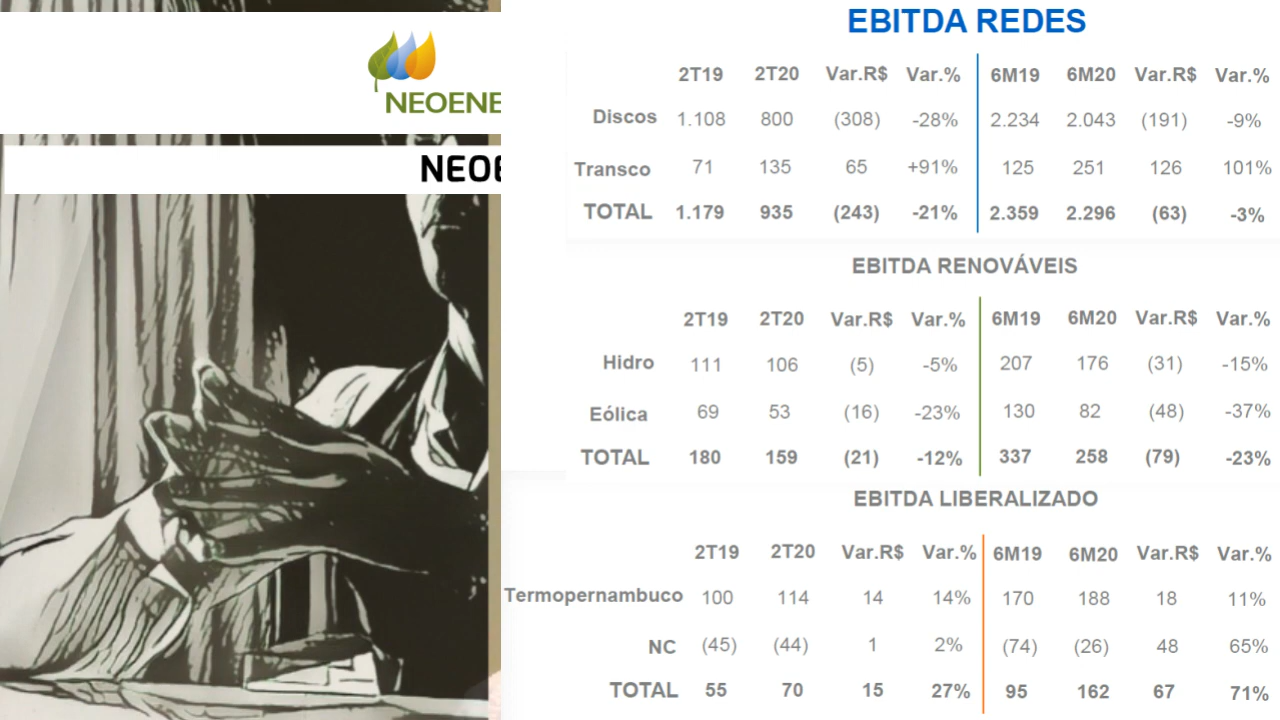 NEOENE
NEOE
EBITDA REDES
2T19 2T20 Var.R$ Var.% 6M19 6M20 Var.R$ Var.%
Discos 1.108 800 (308) -28% 2.234 2.043 (191) -9%
Transco 71 135 65 +91% 125 251 126 101%
TOTAL 1.179 935 (243) -21% 2.359 2.296 (63) -3%
EBITDA RENOVÁVEIS
2T19 2T20 Var.R$ Var.% 6M19 6M20 Var.R$ Var.%
Hidro 111 106 (5) -5% 207 176 (31) -15%
Eólica 69 53 (16) -23% 130 82 (48) -37%
TOTAL 180 159 (21) -12% 337 258 (79) -23%
EBITDA LIBERALIZADO
2T19 2T20 Var.R$ Var.% 6M19 6M20 Var.R$ Var.%
Termopernambuco 100 114 14 14% 170 188 18 11%
NC (45) (44) 1 2% (74) (26) 48 65%
TOTAL 55 70 15 27% 95 162 67 71%